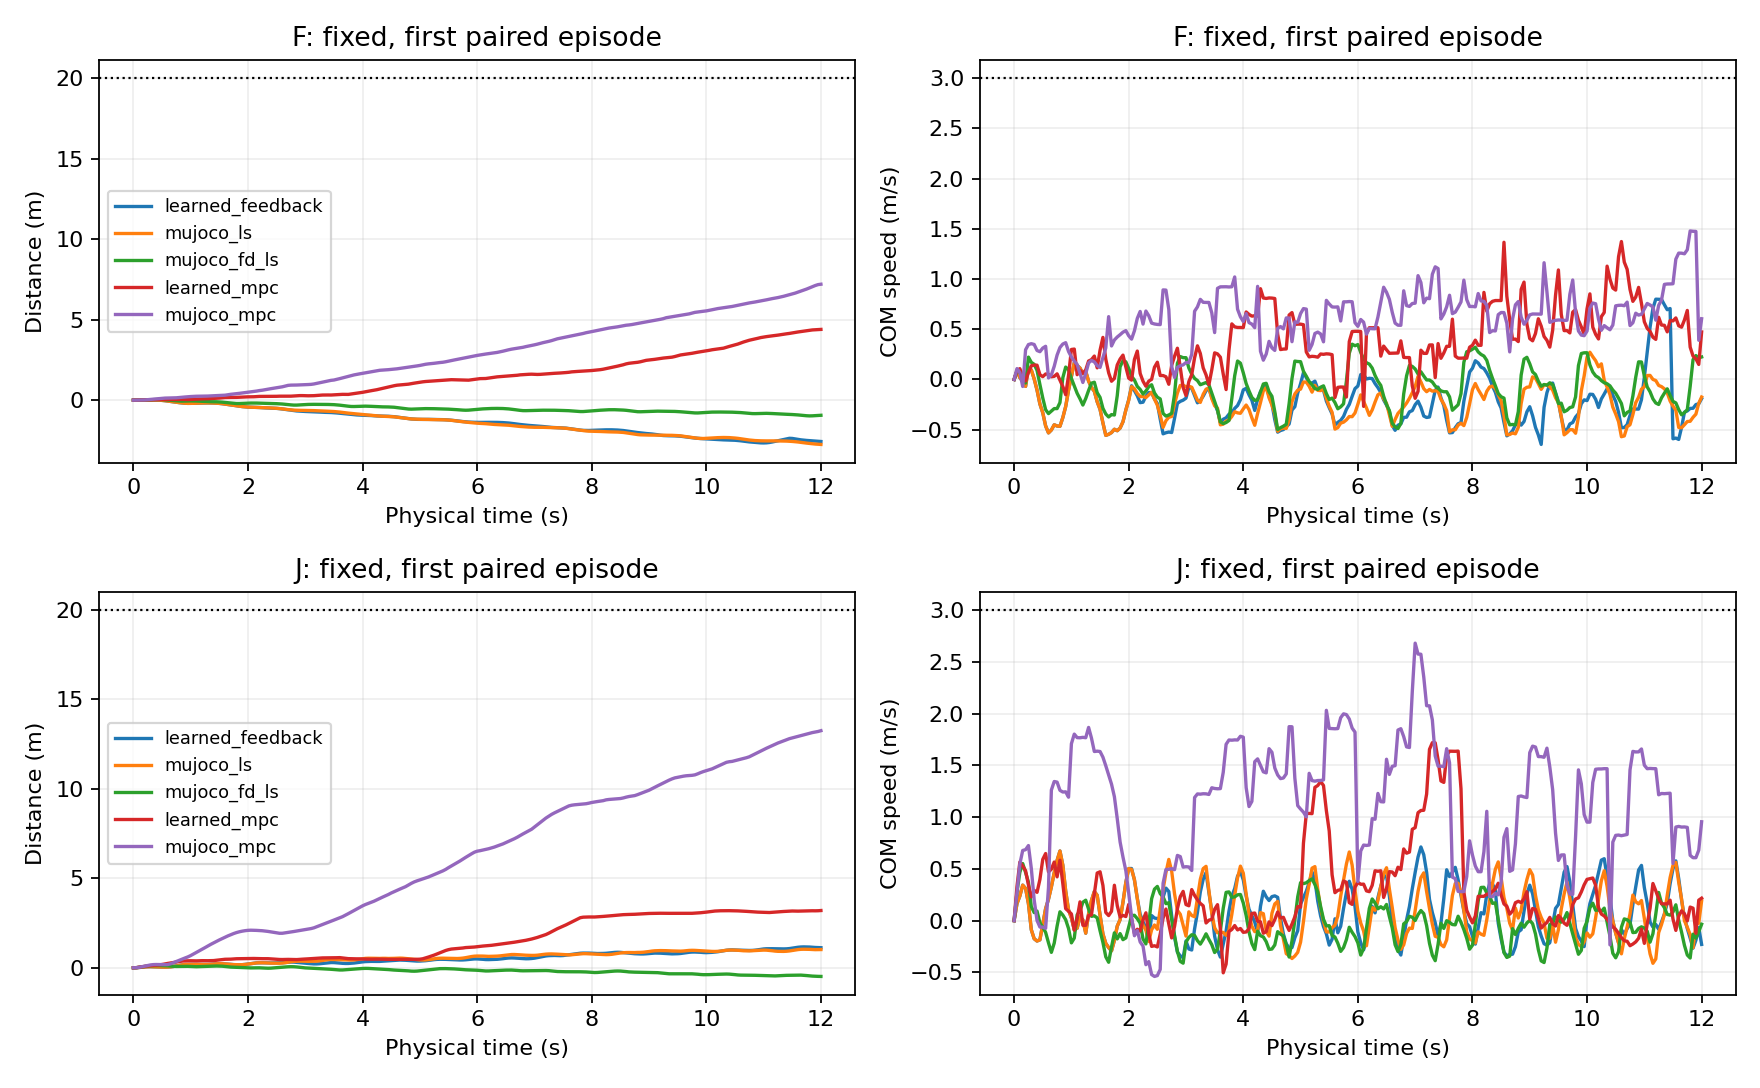 F: fixed, first paired episode
20
15
10
5
0
Distance (m)
learned_feedback
mujoco_ls
mujoco_fd_ls
learned_mpc
mujoco_mpc
0 2 4 6 8 10 12
Physical time (s)
F: fixed, first paired episode
3.0
2.5
2.0
1.5
1.0
0.5
0.0
−0.5
COM speed (m/s)
0 2 4 6 8 10 12
Physical time (s)
J: fixed, first paired episode
20
15
10
5
0
Distance (m)
learned_feedback
mujoco_ls
mujoco_fd_ls
learned_mpc
mujoco_mpc
0 2 4 6 8 10 12
Physical time (s)
J: fixed, first paired episode
3.0
2.5
2.0
1.5
1.0
0.5
0.0
−0.5
COM speed (m/s)
0 2 4 6 8 10 12
Physical time (s)